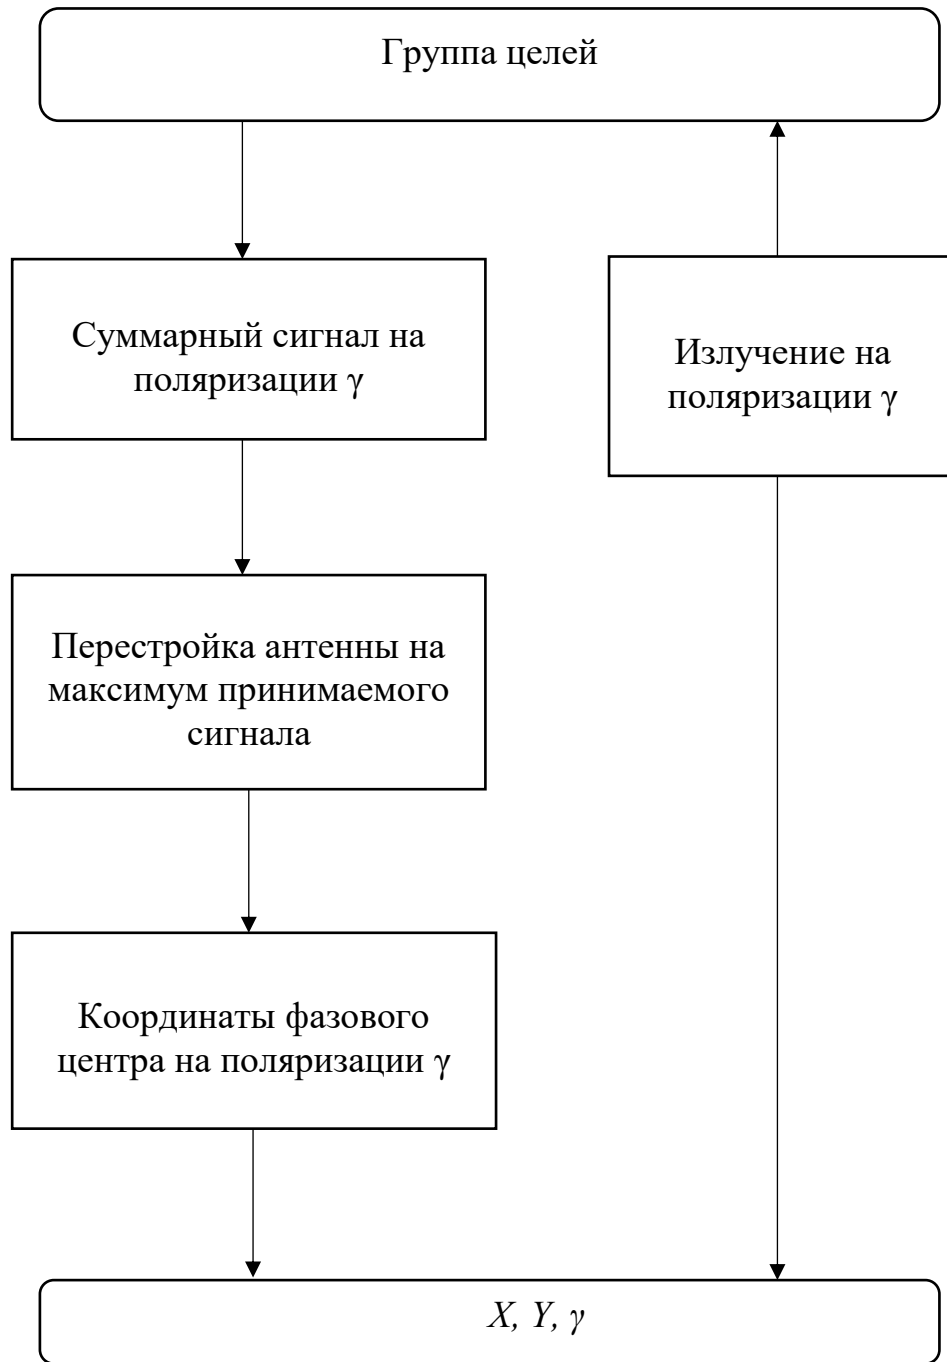 Группа целей
Суммарный сигнал на
поляризации γ
Излучение на
поляризации γ
Перестройка антенны на
максимум принимаемого
сигнала
Координаты фазового
центра на поляризации γ
X, Y, γ